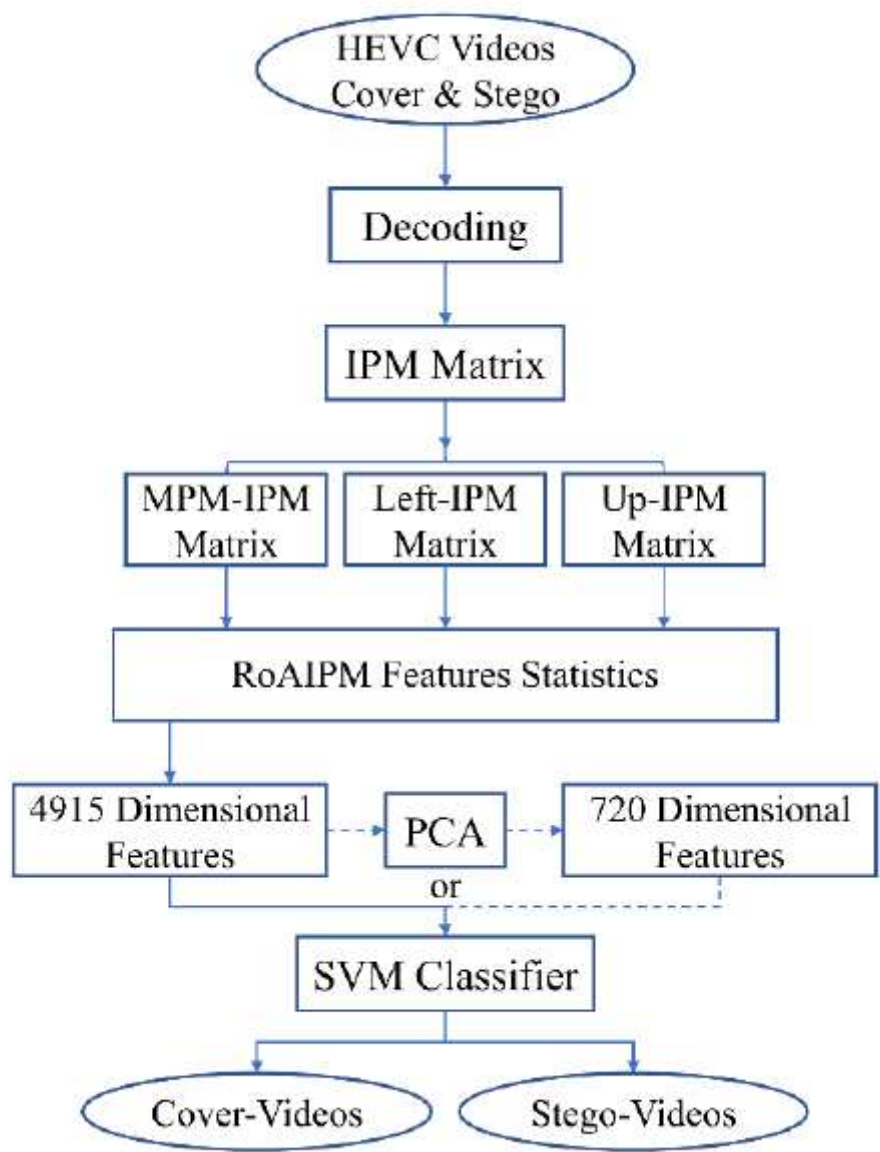 HEVC Videos
Cover & Stego
Decoding
IPM Matrix
MPM-IPM
Matrix
Left-IPM
Matrix
Up-IPM
Matrix
RoAIPM Features Statistics
4915 Dimensional
Features
PCA
720 Dimensional
Features
or
SVM Classifier
Cover-Videos
Stego-Videos